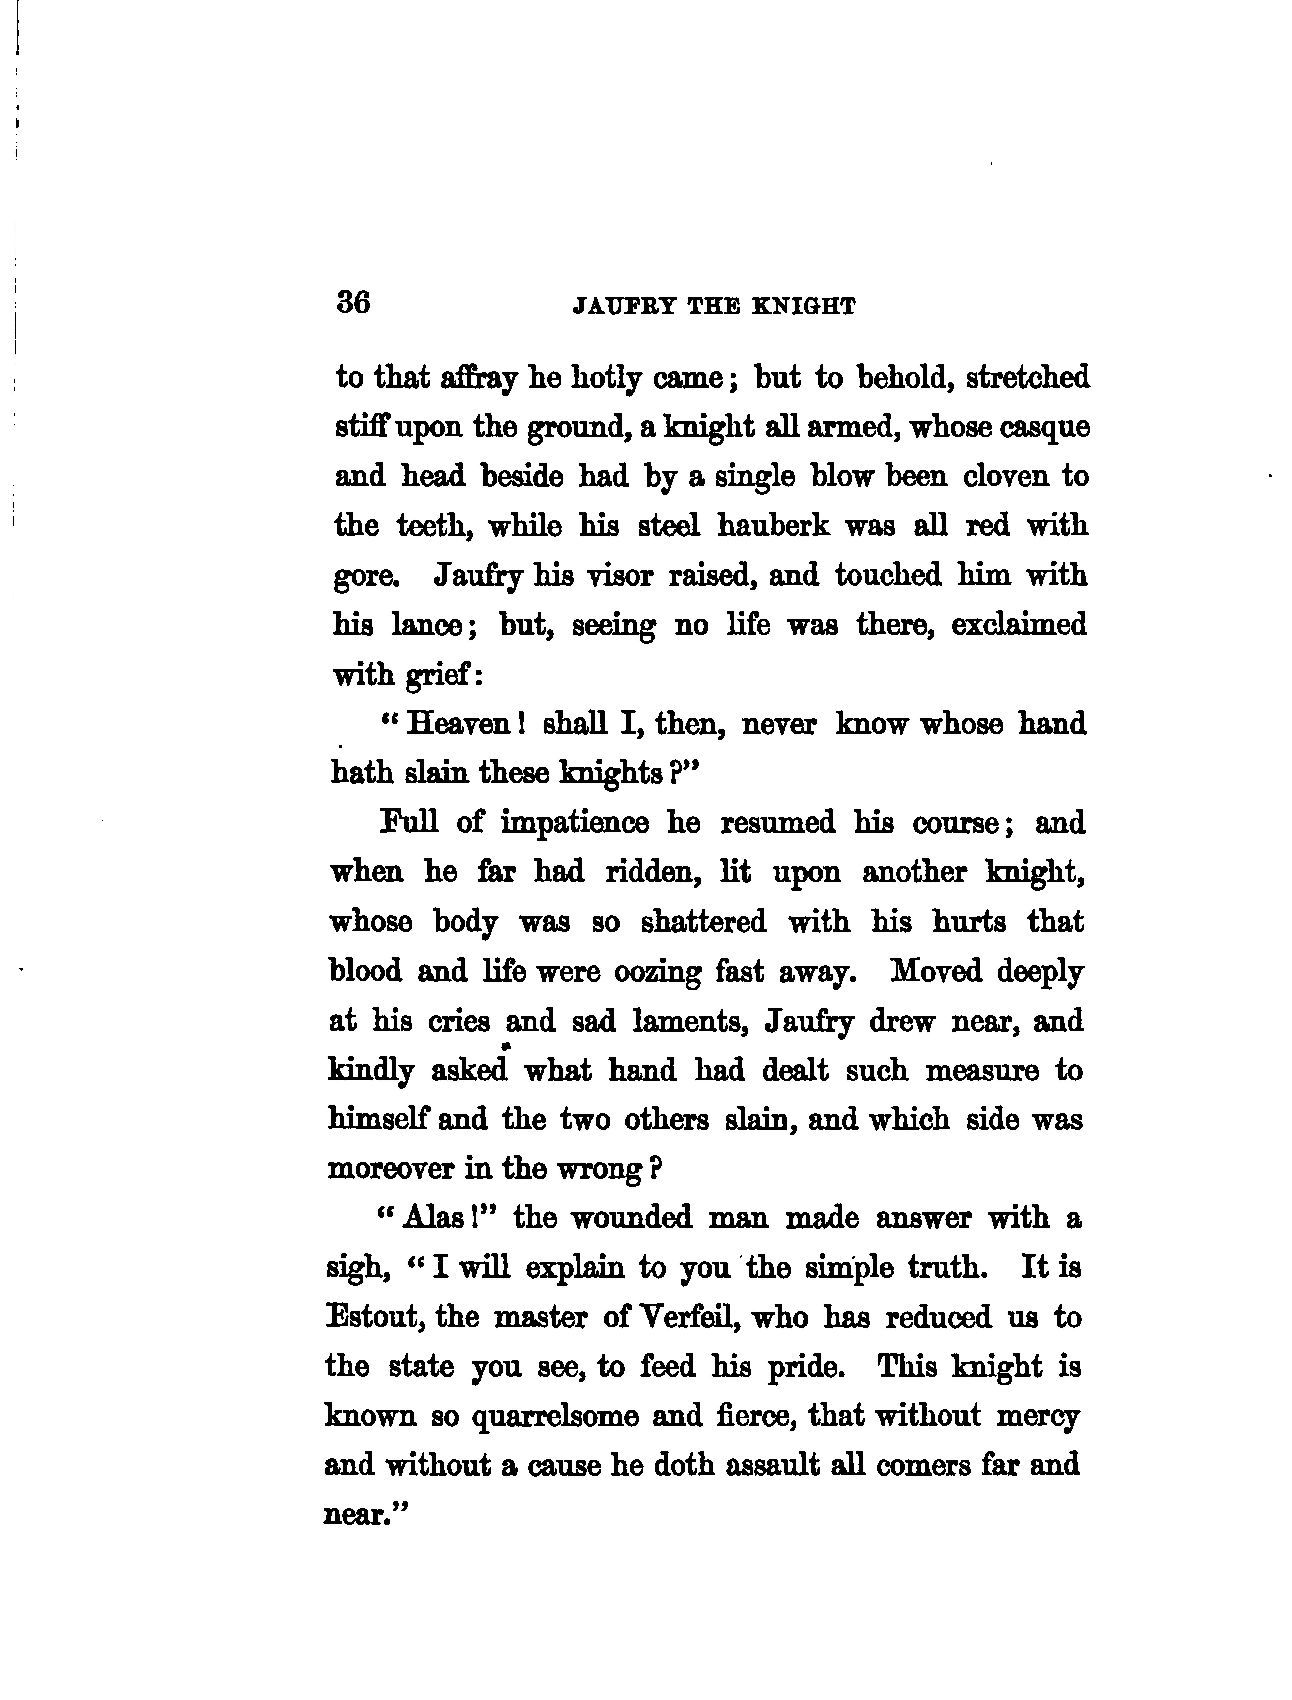 36 JAUFRY THE KNIGHT
to that affray he hotly came; but to behold, stretched
stiff upon the ground, a knight all armed, whose casque
and head beside had by a single blow been cloven to
the teeth, while his steel hauberk was all red with
gore. Jaufry his visor raised, and touched him with
his lance; but, seeing no life was there, exclaimed
with grief:
"Heaven! shall I, then, never know whose hand
hath slain these knights?"
Full of impatience he resumed his course; and
when he far had ridden, lit upon another knight,
whose body was so shattered with his hurts that
blood and life were oozing fast away. Moved deeply
at his cries and sad laments, Jaufry drew near, and
kindly asked what hand had dealt such measure to
himself and the two others slain, and which side was
moreover in the wrong?
"Alas!" the wounded man made answer with a
sigh, "I will explain to you the simple truth. It is
Estout, the master of Verfeil, who has reduced us to
the state you see, to feed his pride. This knight is
known so quarrelsome and fierce, that without mercy
and without a cause he doth assault all comers far and
near."